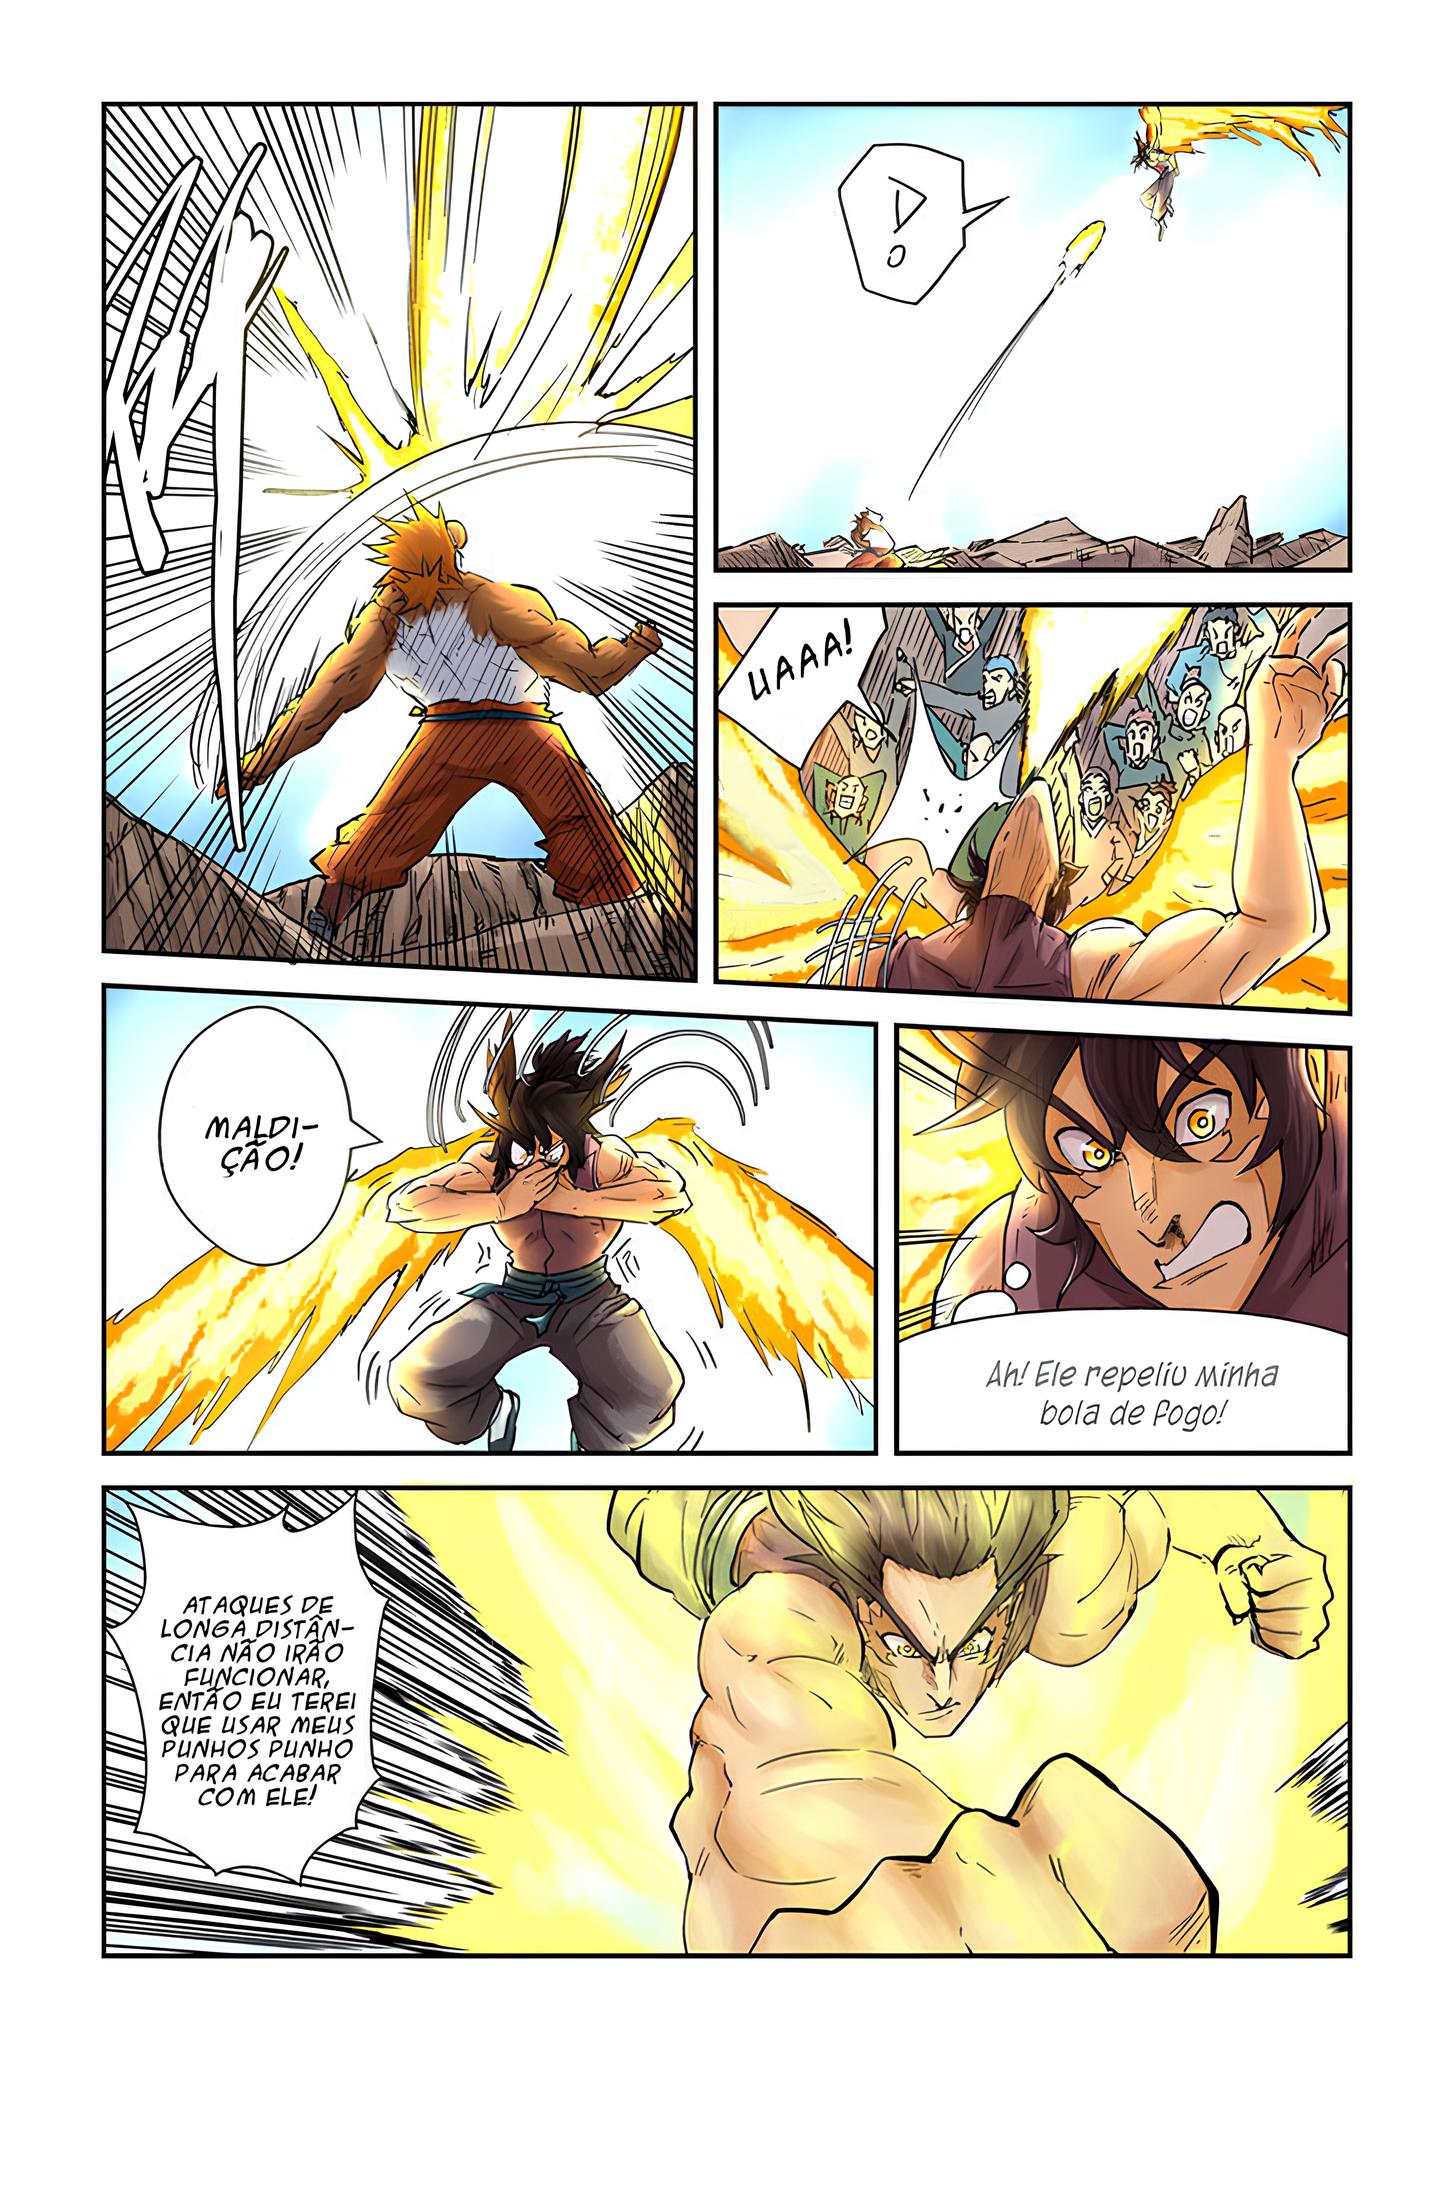 !
UAAA!
MALDI-
ÇÃO!
Ah! Ele repeliu minha
bola de fogo!
ATAQUES DE
LONGA DISTÂN-
CIA NÃO IRÃO
FUNCIONAR,
ENTÃO EU TEREI
QUE USAR MEUS
PUNHOS PUNHO
PARA ACABAR
COM ELE!